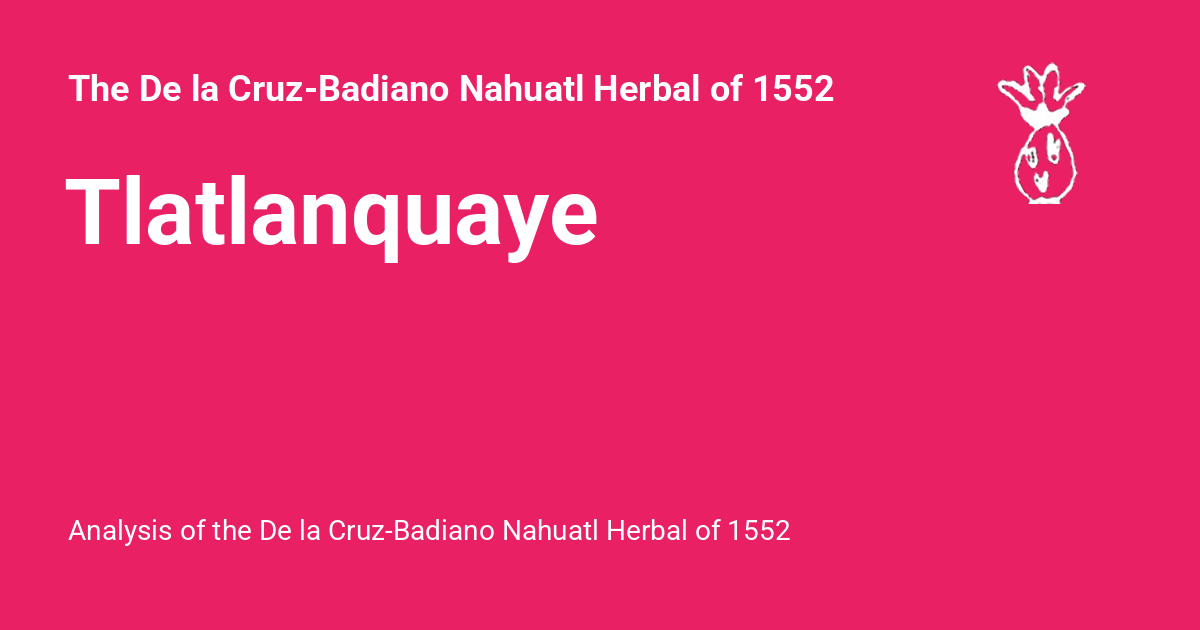 The De la Cruz-Badiano Nahuatl Herbal of 1552
Tlatlanquaye
Analysis of the De la Cruz-Badiano Nahuatl Herbal of 1552